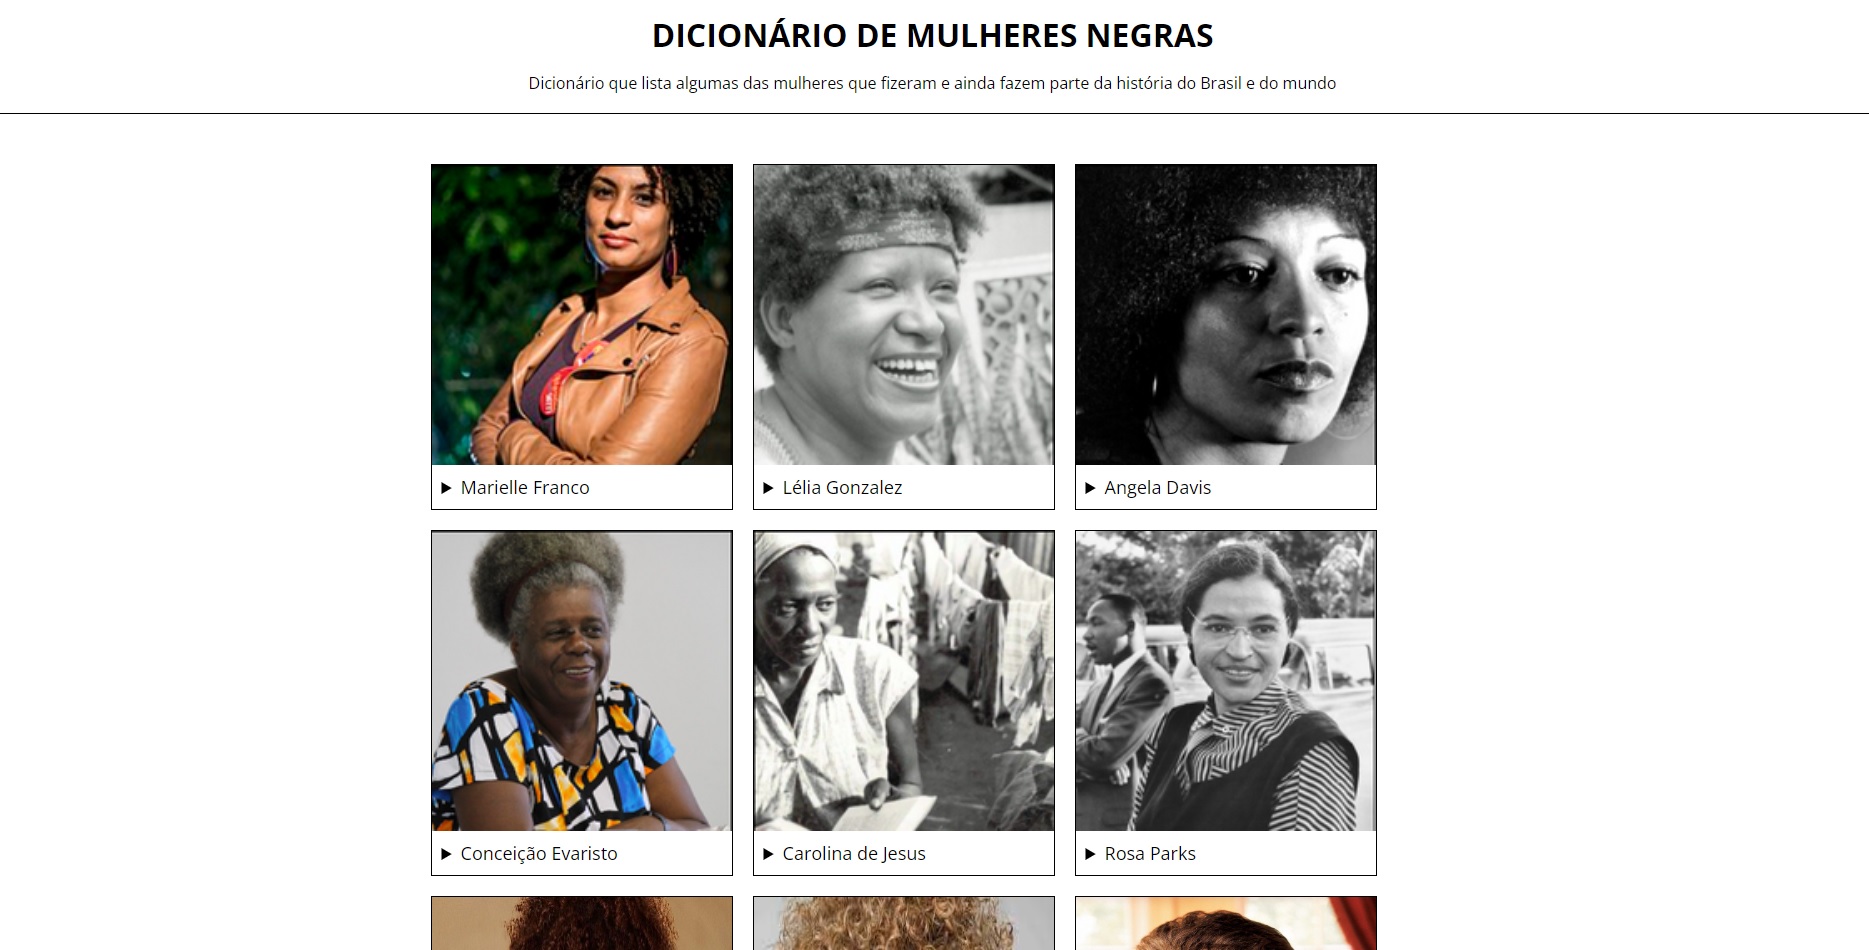 DICIONÁRIO DE MULHERES NEGRAS
Dicionário que lista algumas das mulheres que fizeram e ainda fazem parte da história do Brasil e do mundo
Marielle Franco
Lélia Gonzalez
Angela Davis
Conceição Evaristo
Carolina de Jesus
Rosa Parks